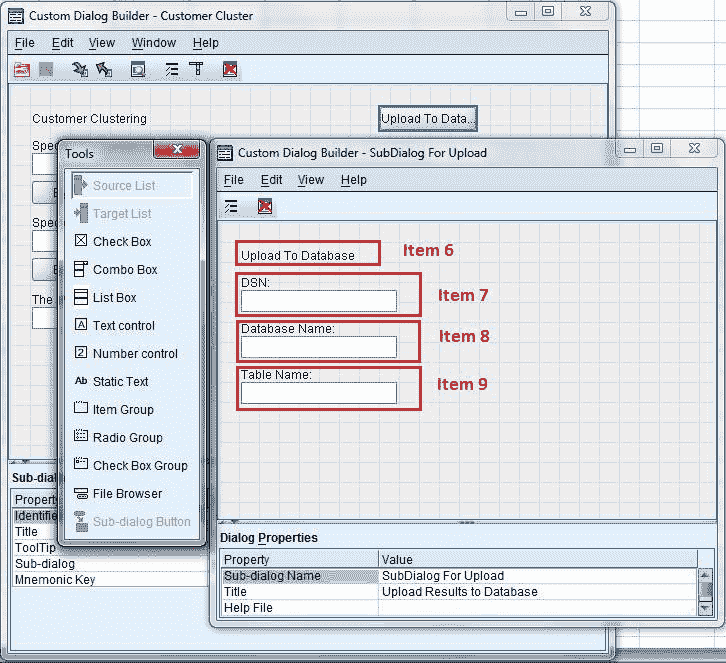 Custom Dialog Builder - Customer Cluster
File Edit View Window Help
Customer Clustering
Upload To Data...
Spec
Spec
The
Tools
Source List
Target List
Check Box
Combo Box
List Box
Text control
Number control
Ab Static Text
Item Group
Radio Group
Check Box Group
File Browser
Sub-dialog Button
Custom Dialog Builder - SubDialog For Upload
File Edit View Help
Upload To Database
Item 6
DSN:
Item 7
Database Name:
Item 8
Table Name:
Item 9
Dialog Properties
Property Value
Sub-dialog Name SubDialog For Upload
Title Upload Results to Database
Help File
Sub-dial
Property
Identifie
Title
ToolTip
Sub-dialog
Mnemonic Key